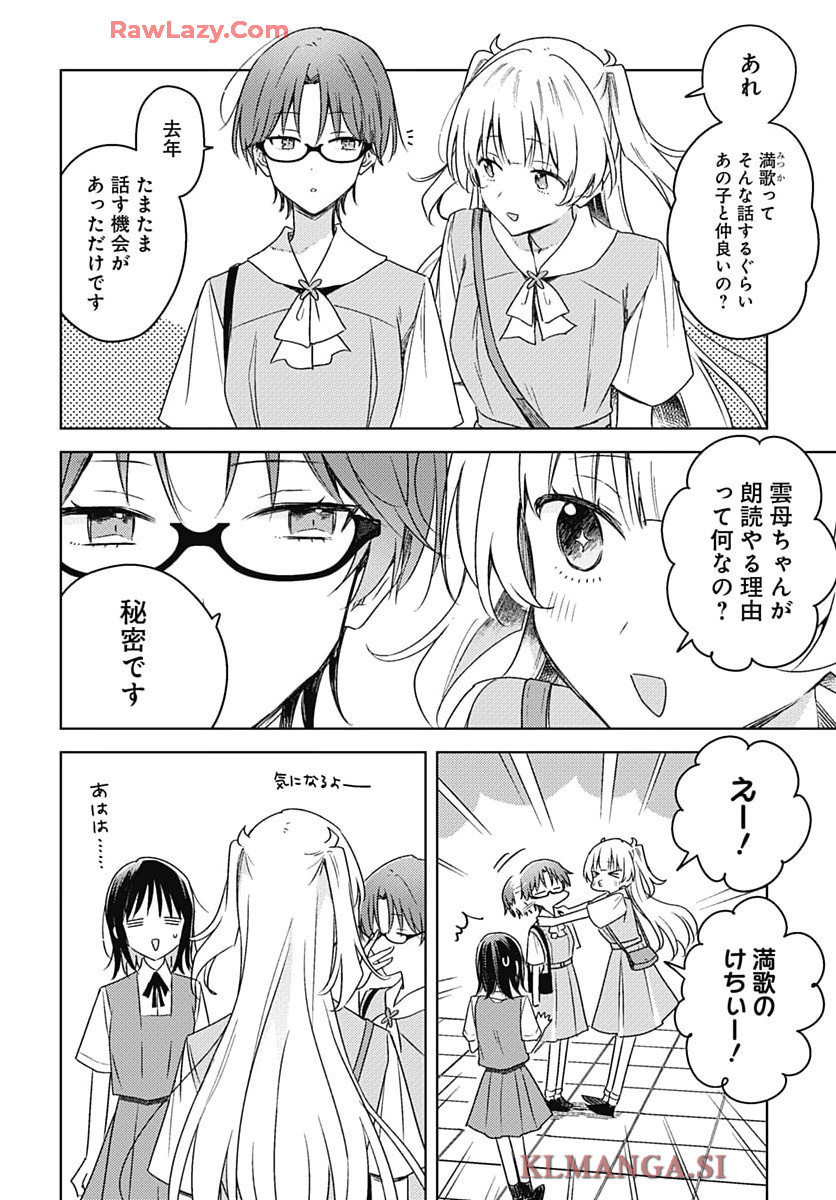 RawLazy.Com
あれ
満歌って
みつか
そんな話するぐらい
あの子と仲良いの?
去年
たまたま
話す機会が
あっただけです
雲母ちゃんが
朗読やる理由
って何なの?
秘密です
えー!
満歌の
けちぃー!
気になるよ――
あはは……
KLMANGA.SI